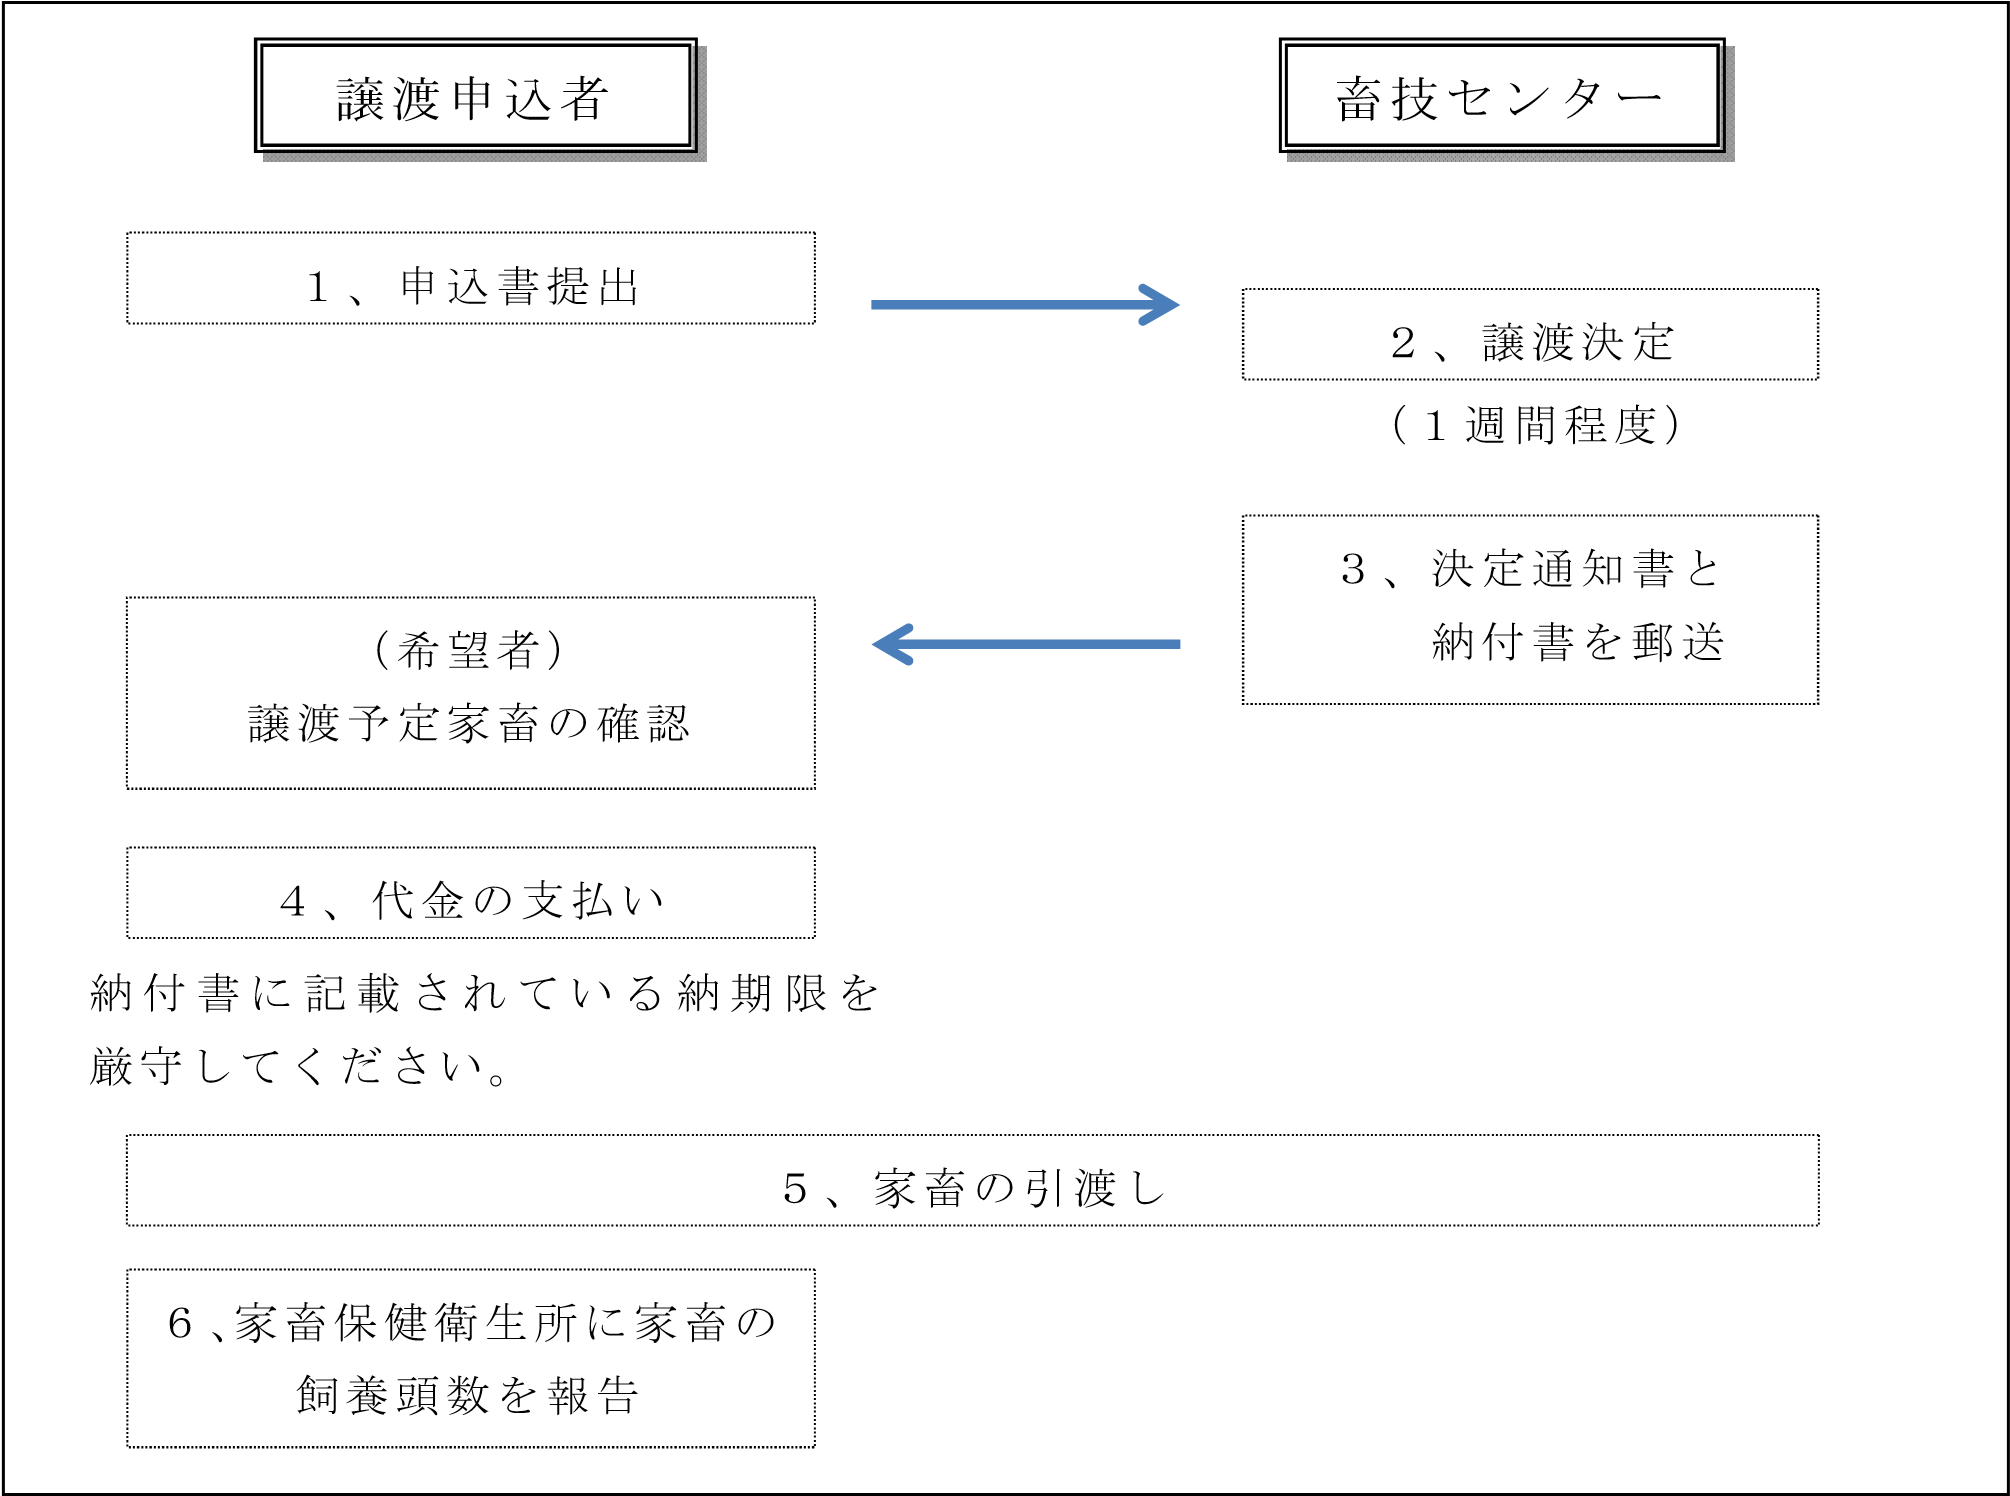 譲渡申込者
畜技センター
１、申込書提出
２、譲渡決定
（１週間程度）
３、決定通知書と
納付書を郵送
（希望者）
譲渡予定家畜の確認
４、代金の支払い
納付書に記載されている納期限を
厳守してください。
５、家畜の引渡し
６、家畜保健衛生所に家畜の
飼養頭数を報告